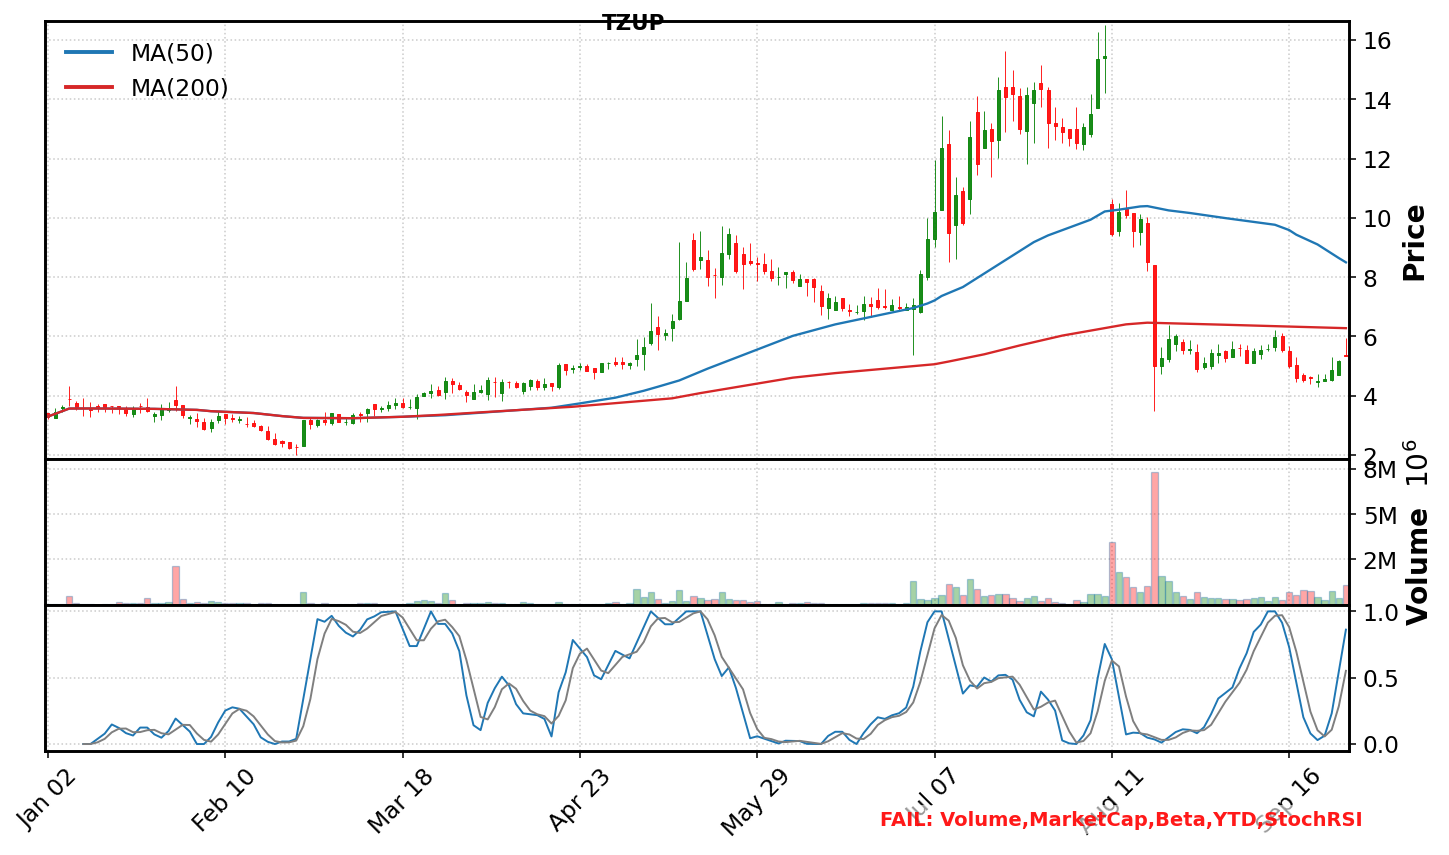 TZUP
MA(50)
MA(200)
16
14
12
10
8
6
4
2
Price
8M
5M
2M
Volume 10^6
1.0
0.5
0.0
Jan 02
Feb 10
Mar 18
Apr 23
May 29
Jul 07
Aug 11
Sep 16
FAIL: Volume,MarketCap,Beta,YTD,StochRSI